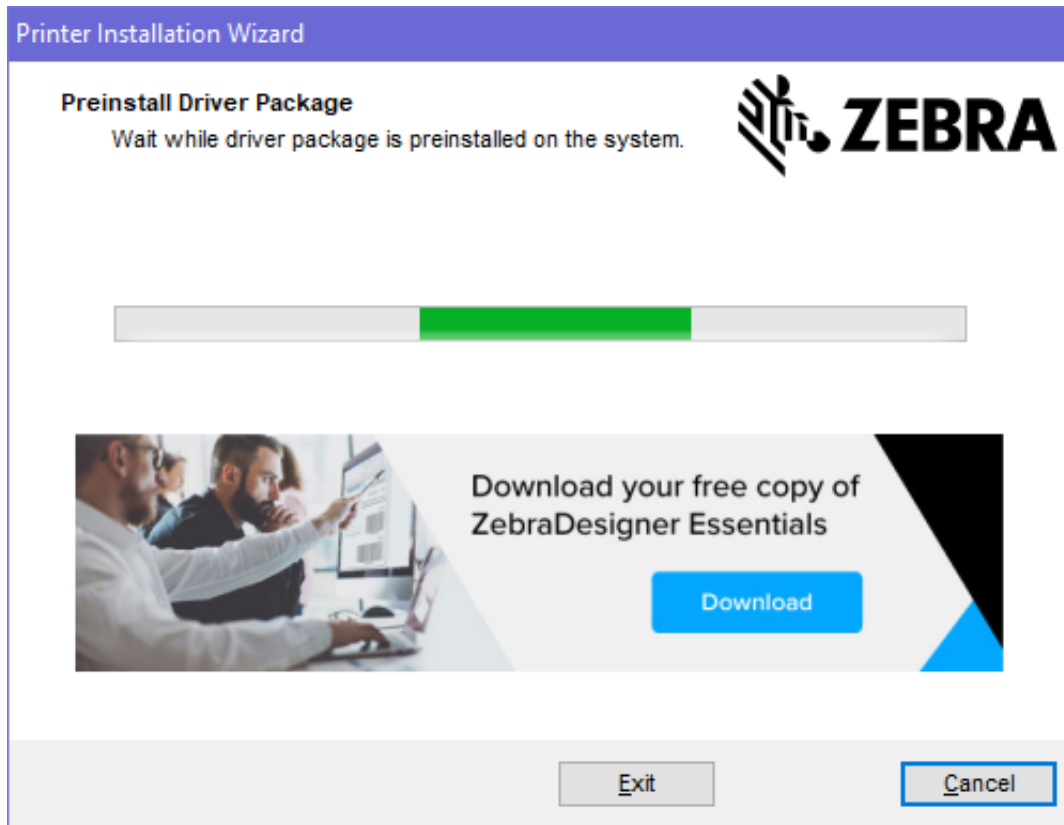 Printer Installation Wizard
Preinstall Driver Package
Wait while driver package is preinstalled on the system.
ZEBRA
Download your free copy of
ZebraDesigner Essentials
Download
Exit
Cancel